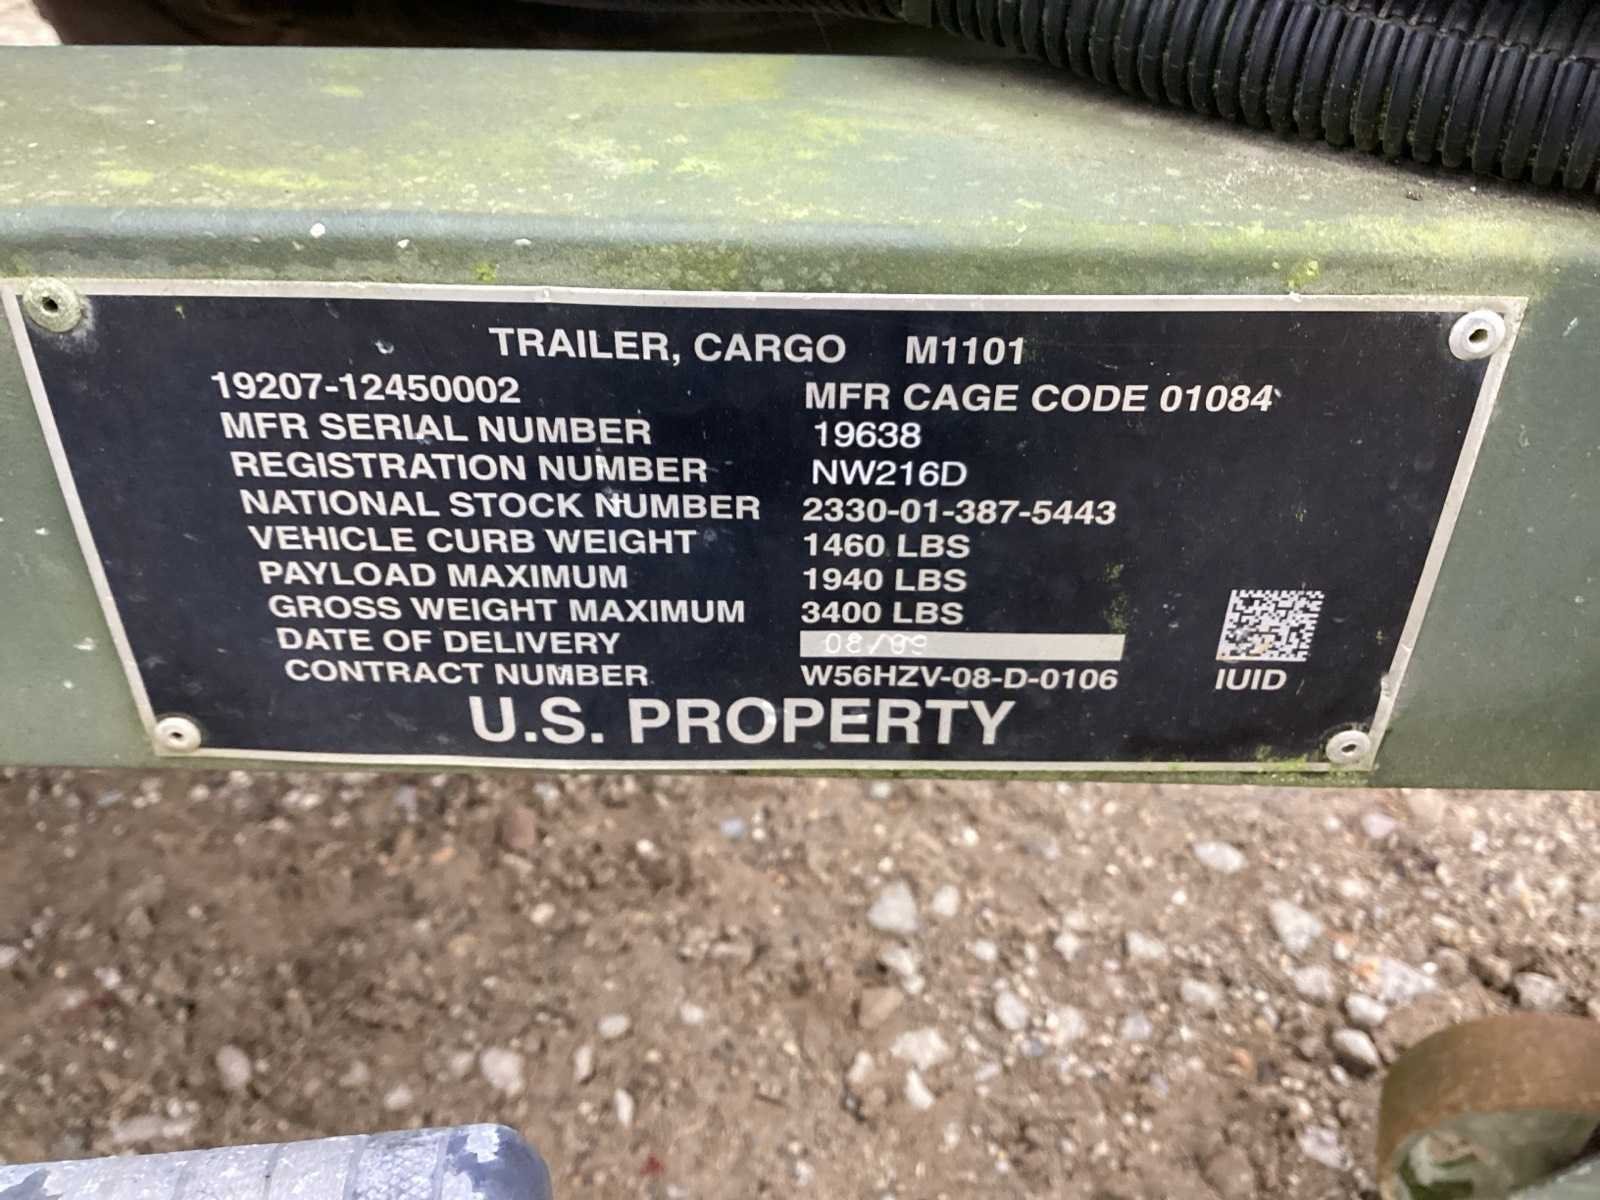 TRAILER, CARGO M1101
19207-12450002 MFR CAGE CODE 01084
MFR SERIAL NUMBER 19638
REGISTRATION NUMBER NW216D
NATIONAL STOCK NUMBER 2330-01-387-5443
VEHICLE CURB WEIGHT 1460 LBS
PAYLOAD MAXIMUM 1940 LBS
GROSS WEIGHT MAXIMUM 3400 LBS
DATE OF DELIVERY
CONTRACT NUMBER W56HZV-08-D-0106
IUID
U.S. PROPERTY